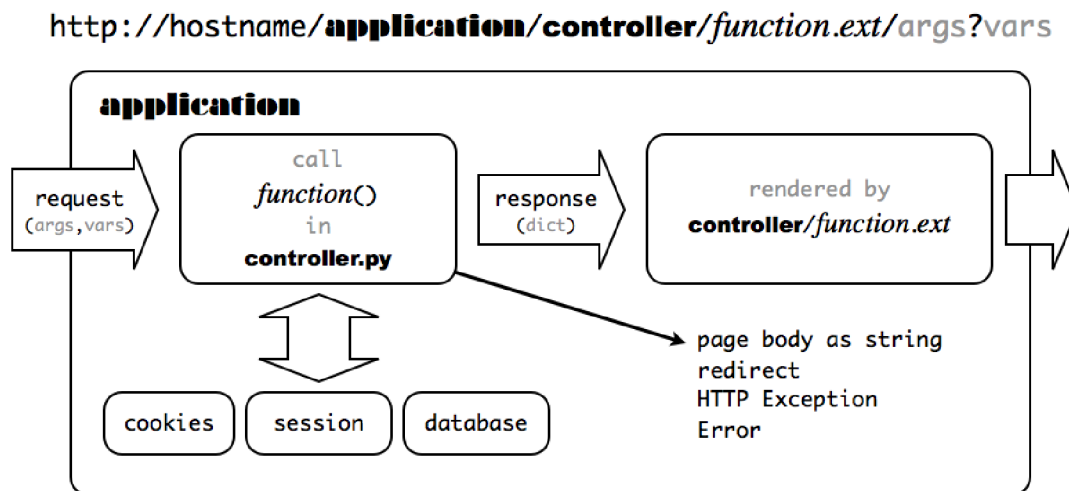 http://hostname/application/controller/function.ext/args?vars
application
request
(args,vars)
call
function()
in
controller.py
response
(dict)
rendered by
controller/function.ext
cookies
session
database
page body as string
redirect
HTTP Exception
Error